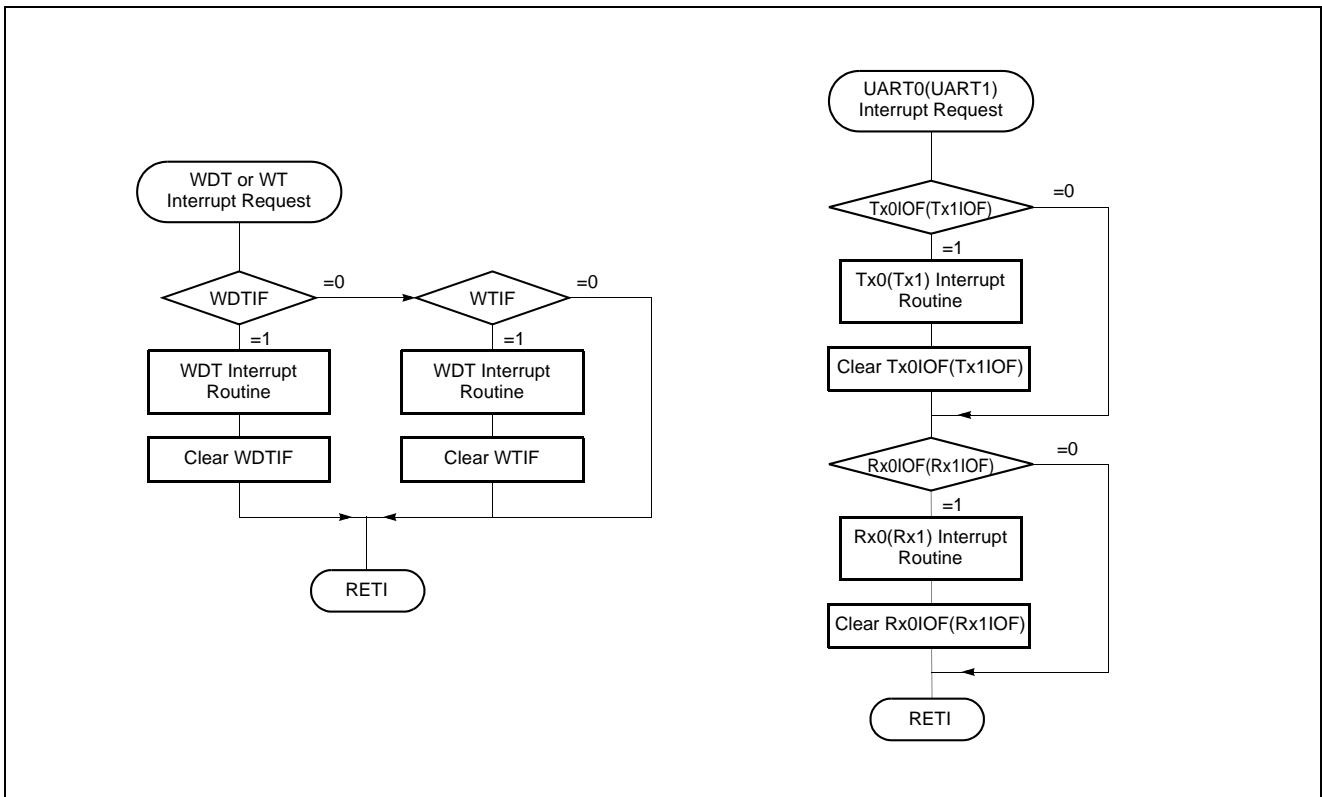 WDT or WT
Interrupt Request
WDTIF
=0
WTIF
=0
=1
=1
WDT Interrupt
Routine
WDT Interrupt
Routine
Clear WDTIF
Clear WTIF
RETI
UART0(UART1)
Interrupt Request
Tx0IOF(Tx1IOF)
=0
=1
Tx0(Tx1) Interrupt
Routine
Clear Tx0IOF(Tx1IOF)
Rx0IOF(Rx1IOF)
=0
=1
Rx0(Rx1) Interrupt
Routine
Clear Rx0IOF(Rx1IOF)
RETI